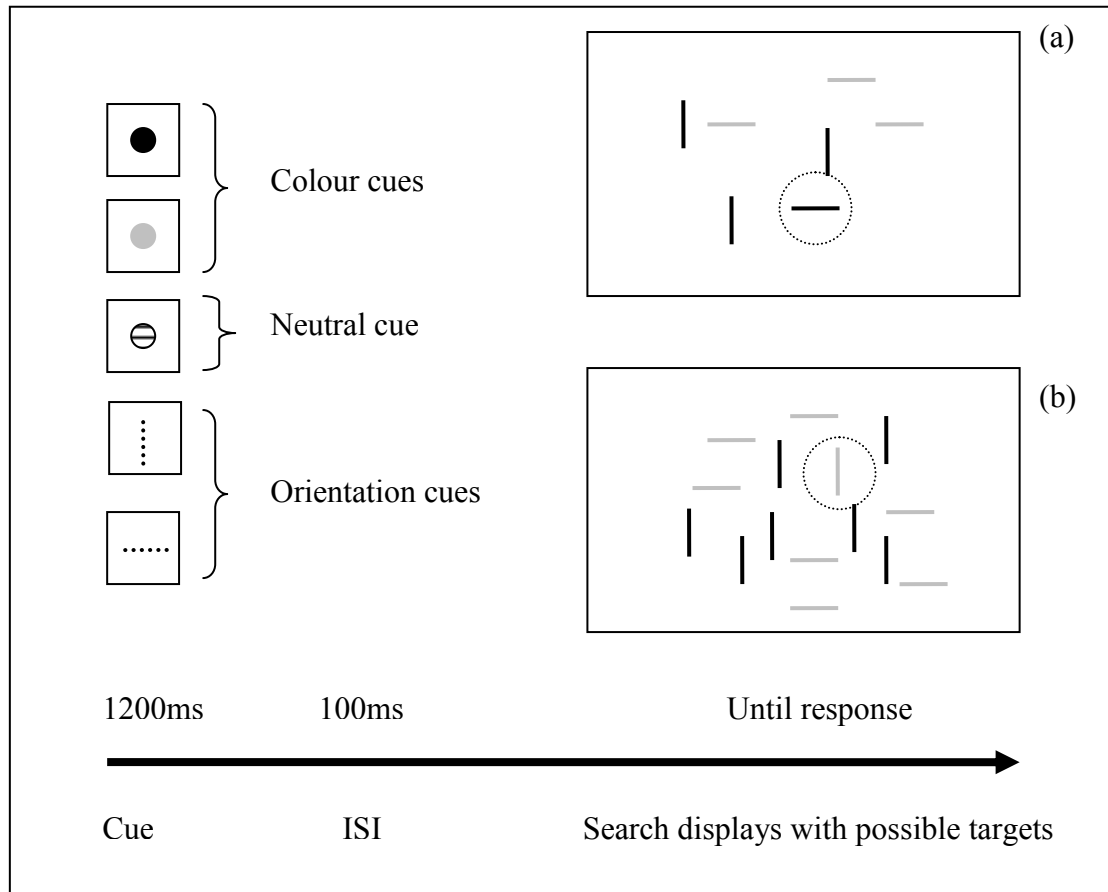 (a)
Colour cues
Neutral cue
(b)
Orientation cues
1200ms 100ms Until response
Cue ISI Search displays with possible targets